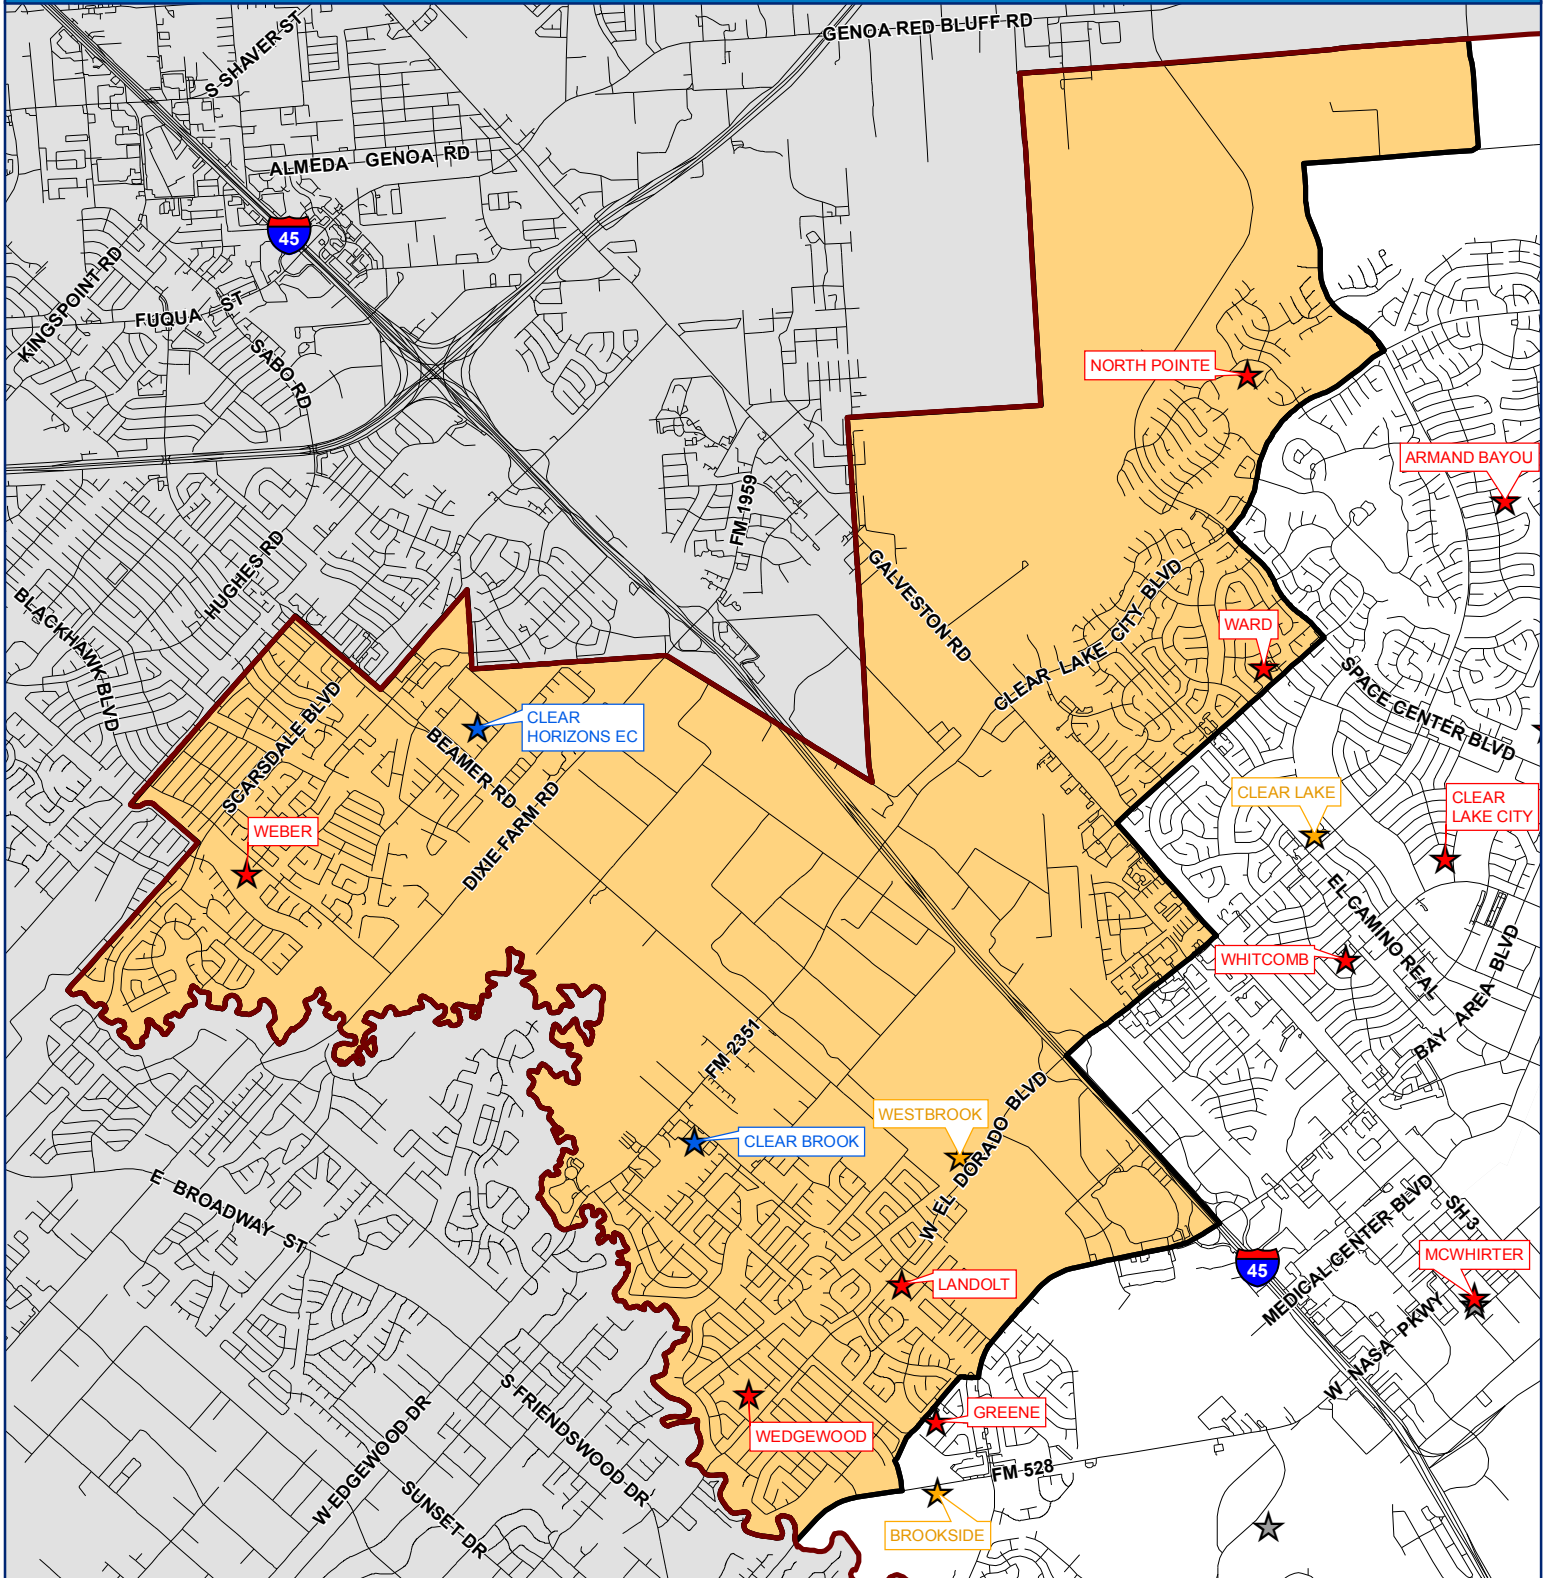 GENOA RED BLUFF RD
S SHAVER ST
ALMEDA GENOA RD
45
KINGSPOINT RD
FUQUA ST
SABO RD
NORTH POINTE
ARMAND BAYOU
FM 1959
HUGHES RD
BLACKHAWK BLVD
GALVESTON RD
CLEAR LAKE CITY BLVD
WARD
SPACE CENTER BLVD
SCARSDALE BLVD
CLEAR
HORIZONS EC
BEAMER RD
DIXIE FARM RD
WEBER
CLEAR LAKE
CLEAR
LAKE CITY
EL CAMINO REAL
WHITCOMB
BAY AREA BLVD
FM 2351
WESTBROOK
CLEAR BROOK
W EL DORADO BLVD
E BROADWAY ST
LANDOLT
45
MEDICAL CENTER BLVD
SH 3
MCWHIRTER
W NASA PKWY
S FRIENDSWOOD DR
W EDGEWOOD DR
SUNSET DR
WEDGEWOOD
GREENE
FM 528
BROOKSIDE